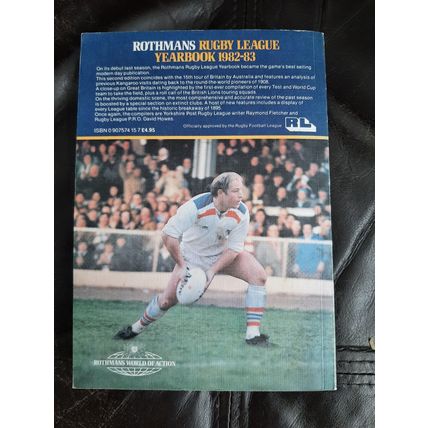 ROTHMANS RUGBY LEAGUE
YEARBOOK 1982-83
On its debut last season, the Rothmans Rugby League Yearbook became the game's best selling
modern day publication.
This second edition coincides with the 15th tour of Britain by Australia and features an analysis of
previous Kangaroo visits dating back to the round-the-world pioneers of 1908.
A close-up on Great Britain is highlighted by the first-ever compilation of every Test and World Cup
team to take the field, plus a roll call of the British Lions touring squads.
On the thriving domestic scene, the most comprehensive and accurate review of the past season
is boosted by a special section on extinct clubs. A host of new features includes a display of
every League table since the historic breakaway of 1895.
Once again, the compilers are Yorkshire Post Rugby League writer Raymond Fletcher and
Rugby League P.R.O. David Howes.
Officially approved by the Rugby Football League
RL
ISBN 0 907574 15 7 £4.95
ROTHMANS WORLD OF ACTION